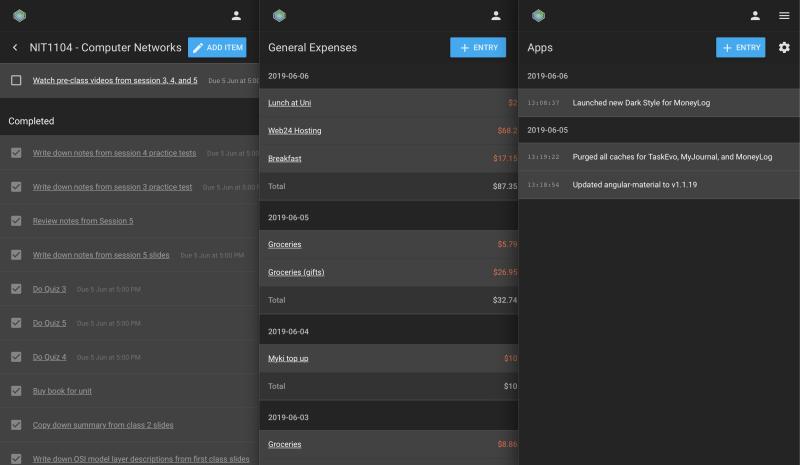 NIT1104 - Computer Networks
ADD ITEM
Watch pre-class videos from session 3, 4, and 5 Due 5 Jun at 5:00
Completed
Write down notes from session 4 practice tests Due 5 Jun at 5:00
Write down notes from session 3 practice test Due 5 Jun at 5:00
Review notes from Session 5
Write down notes from session 5 slides Due 5 Jun at 5:00 PM
Do Quiz 3 Due 5 Jun at 5:00 PM
Do Quiz 5 Due 5 Jun at 5:00 PM
Do Quiz 4 Due 5 Jun at 5:00 PM
Buy book for unit
Copy down summary from class 2 slides
Write down OSI model layer descriptions from first class slides
General Expenses
+ ENTRY
2019-06-06
Lunch at Uni $2
Web24 Hosting $68.2
Breakfast $17.15
Total $87.35
2019-06-05
Groceries $5.79
Groceries (gifts) $26.95
Total $32.74
2019-06-04
Myki top up $10
Total $10
2019-06-03
Groceries $8.86
Apps
+ ENTRY
2019-06-06
13:08:37 Launched new Dark Style for MoneyLog
2019-06-05
13:19:22 Purged all caches for TaskEvo, MyJournal, and MoneyLog
13:18:54 Updated angular-material to v1.1.19